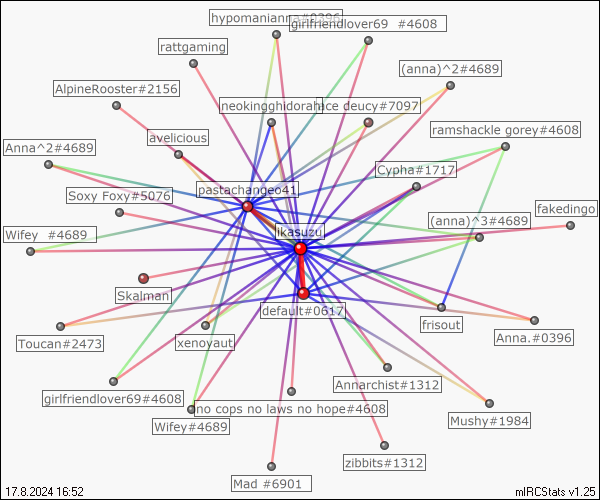 hypomanianna#0396
girlfriendlover69 #4608
rattgaming
(anna)^2#4689
AlpineRooster#2156
neokingghidorah
deucy#7097
ramshackle gorey#4608
avelicious
Anna^2#4689
Cypha#1717
pastachangeo41
Soxy Foxy#5076
fakedingo
(anna)^3#4689
Wifey #4689
ikasuzu
Skalman
default#0617
frisout
Anna.#0396
Toucan#2473
xenoyaut
Annarchist#1312
girlfriendlover69#4608
no cops no laws no hope#4608
Mushy#1984
Wifey#4689
zibbits#1312
Mad #6901
17.8.2024 16:52
mIRCStats v1.25